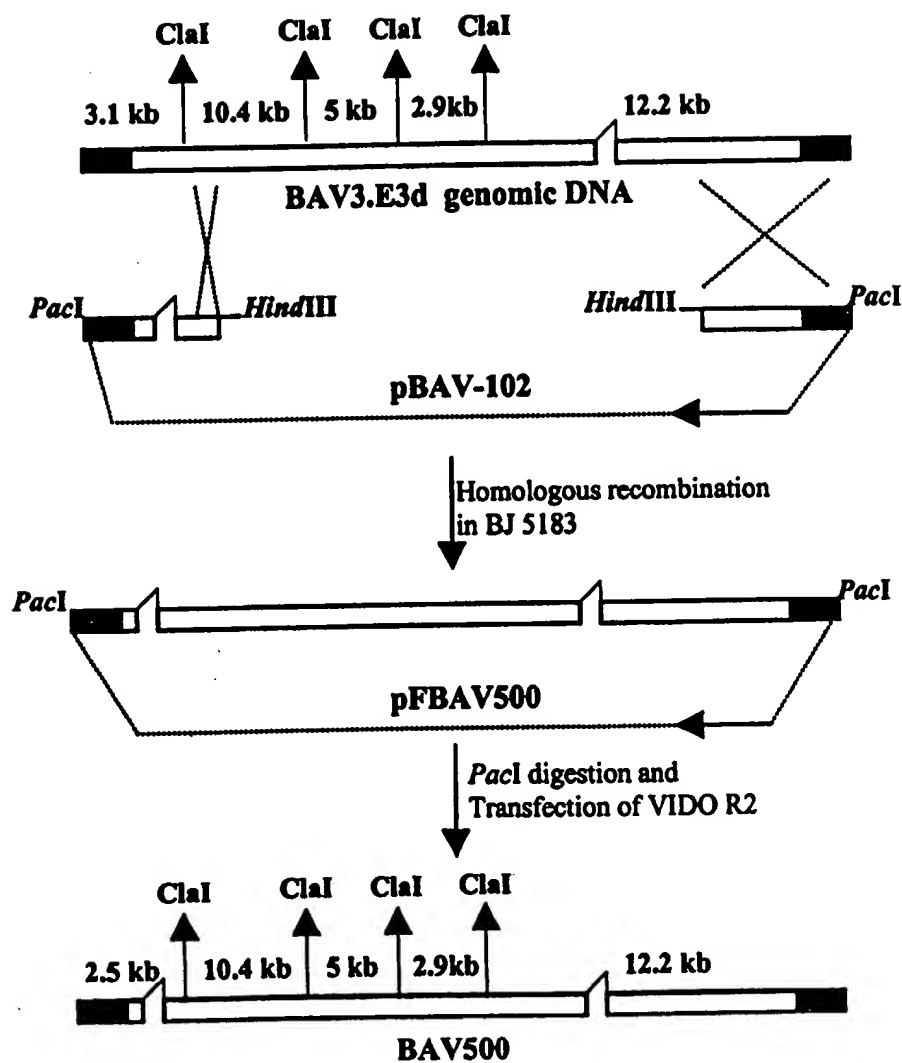 ClaI ClaI ClaI ClaI
3.1 kb 10.4 kb 5 kb 2.9kb 12.2 kb
BAV3.E3d genomic DNA
PacI HindIII HindIII PacI
pBAV-102
Homologous recombination
in BJ 5183
PacI PacI
pFBAV500
PacI digestion and
Transfection of VIDO R2
ClaI ClaI ClaI ClaI
2.5 kb 10.4 kb 5 kb 2.9kb 12.2 kb
BAV500